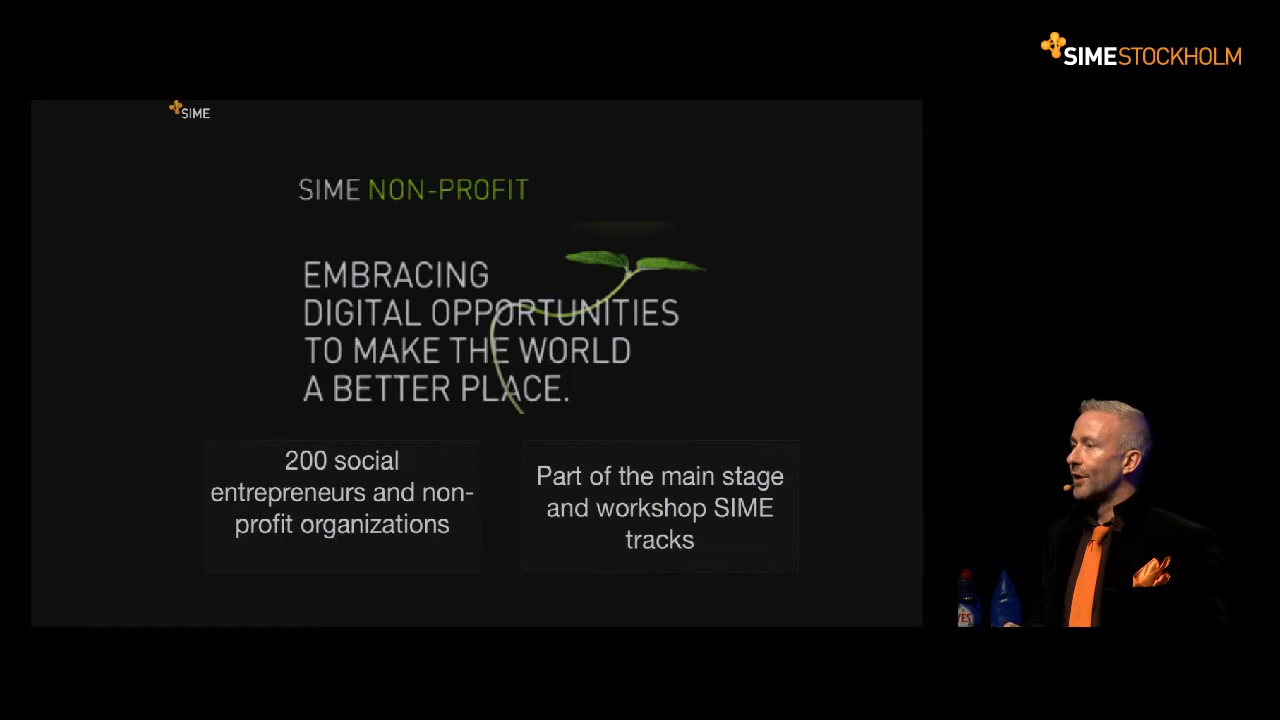 SIMESTOCKHOLM
SIME
SIME NON-PROFIT
EMBRACING
DIGITAL OPPORTUNITIES
TO MAKE THE WORLD
A BETTER PLACE.
200 social
entrepreneurs and non-
profit organizations
Part of the main stage
and workshop SIME
tracks